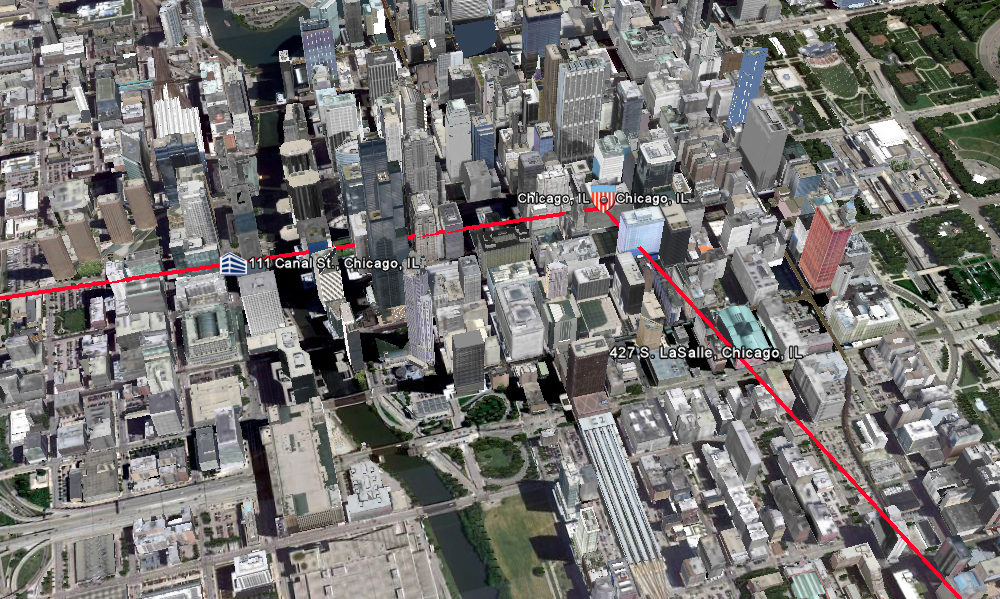 Chicago, IL Chicago, IL
111 Canal St., Chicago, IL
427 S. LaSalle, Chicago, IL